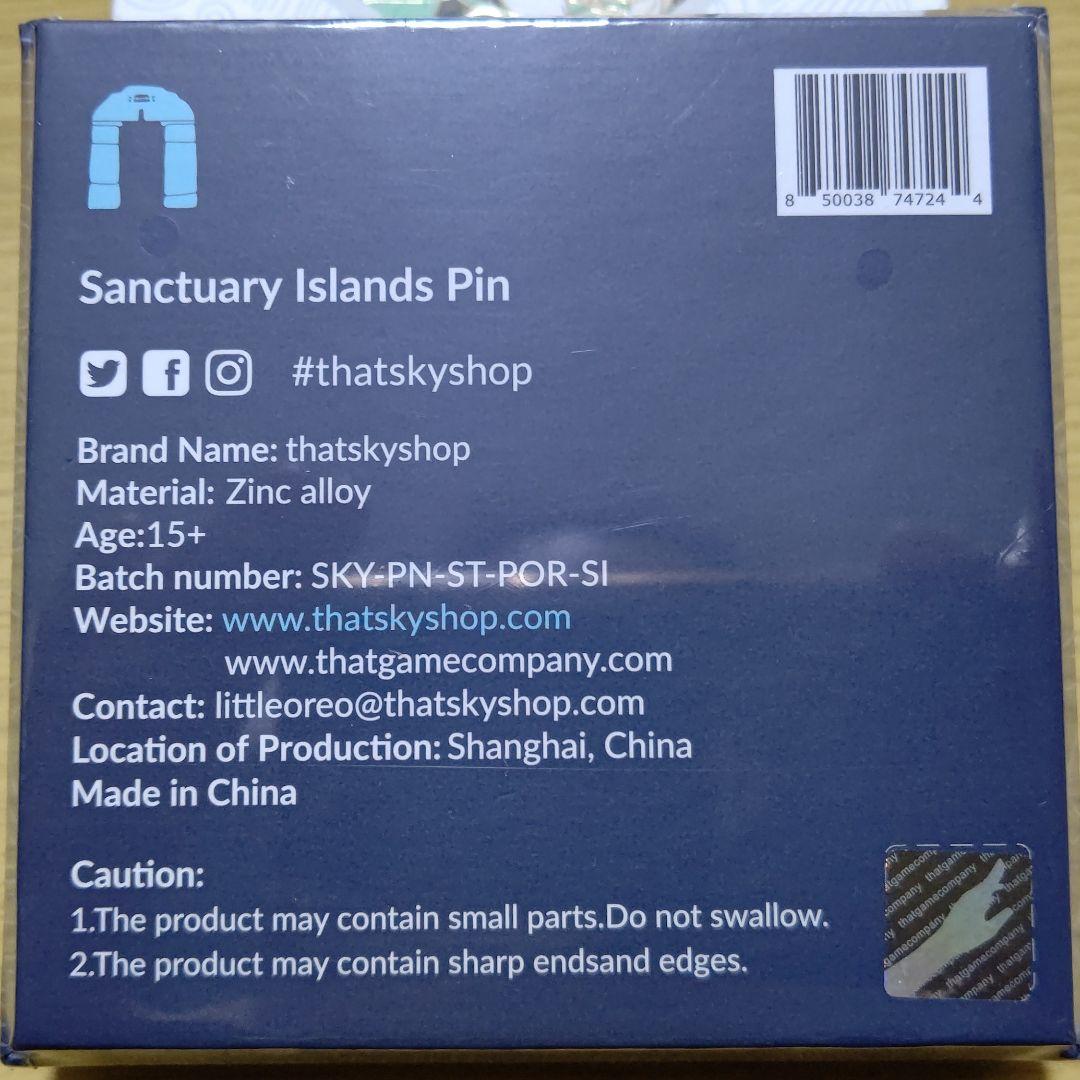 8 50038 74724 4
Sanctuary Islands Pin
#thatskyshop
Brand Name: thatskyshop
Material: Zinc alloy
Age:15+
Batch number: SKY-PN-ST-POR-SI
Website: www.thatskyshop.com
www.thatgamecompany.com
Contact: littleoreo@thatskyshop.com
Location of Production: Shanghai, China
Made in China
Caution:
1.The product may contain small parts.Do not swallow.
2.The product may contain sharp endsand edges.
thatgamecompany
thatgamecompany
thatgamecompany